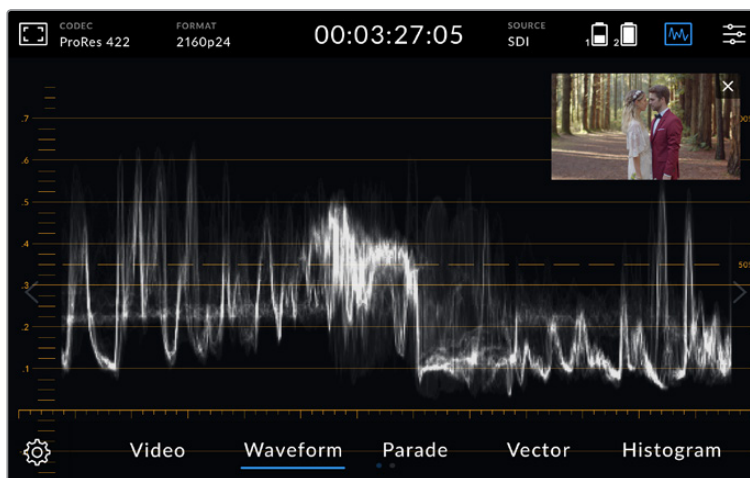 CODEC
ProRes 422
FORMAT
2160p24
00:03:27:05
SOURCE
SDI
1
2
.7
.6
.5
.4
.3
.2
.1
50%
Video
Waveform
Parade
Vector
Histogram